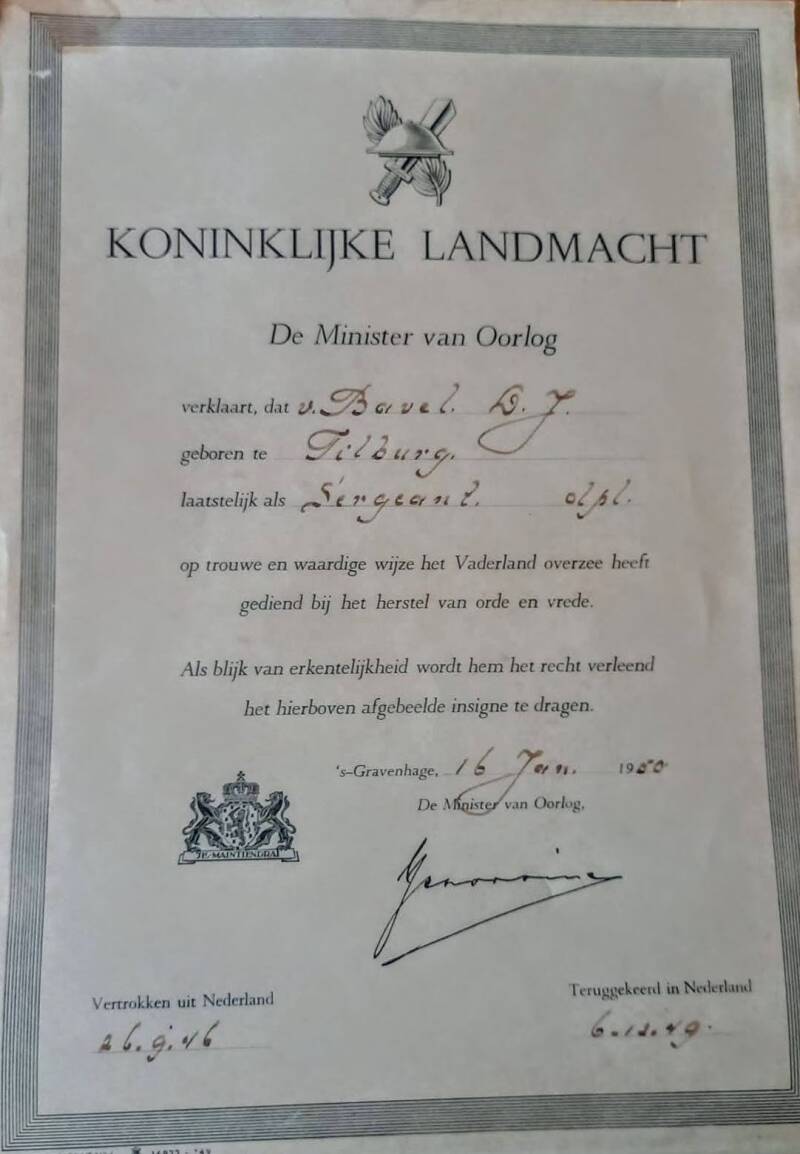 KONINKLIJKE LANDMACHT
De Minister van Oorlog
verklaart, dat v. Bavel. D. J.
geboren te Tilburg.
laatstelijk als Sergeant. dpl.
op trouwe en waardige wijze het Vaderland overzee heeft
gediend bij het herstel van orde en vrede.
Als blijk van erkentelijkheid wordt hem het recht verleend
het hierboven afgebeelde insigne te dragen.
's-Gravenhage, 16 Jan. 1950
De Minister van Oorlog,
JE MAINTIENDRAI
Vertrokken uit Nederland
26.9.46
Teruggekeerd in Nederland
6.12.49.